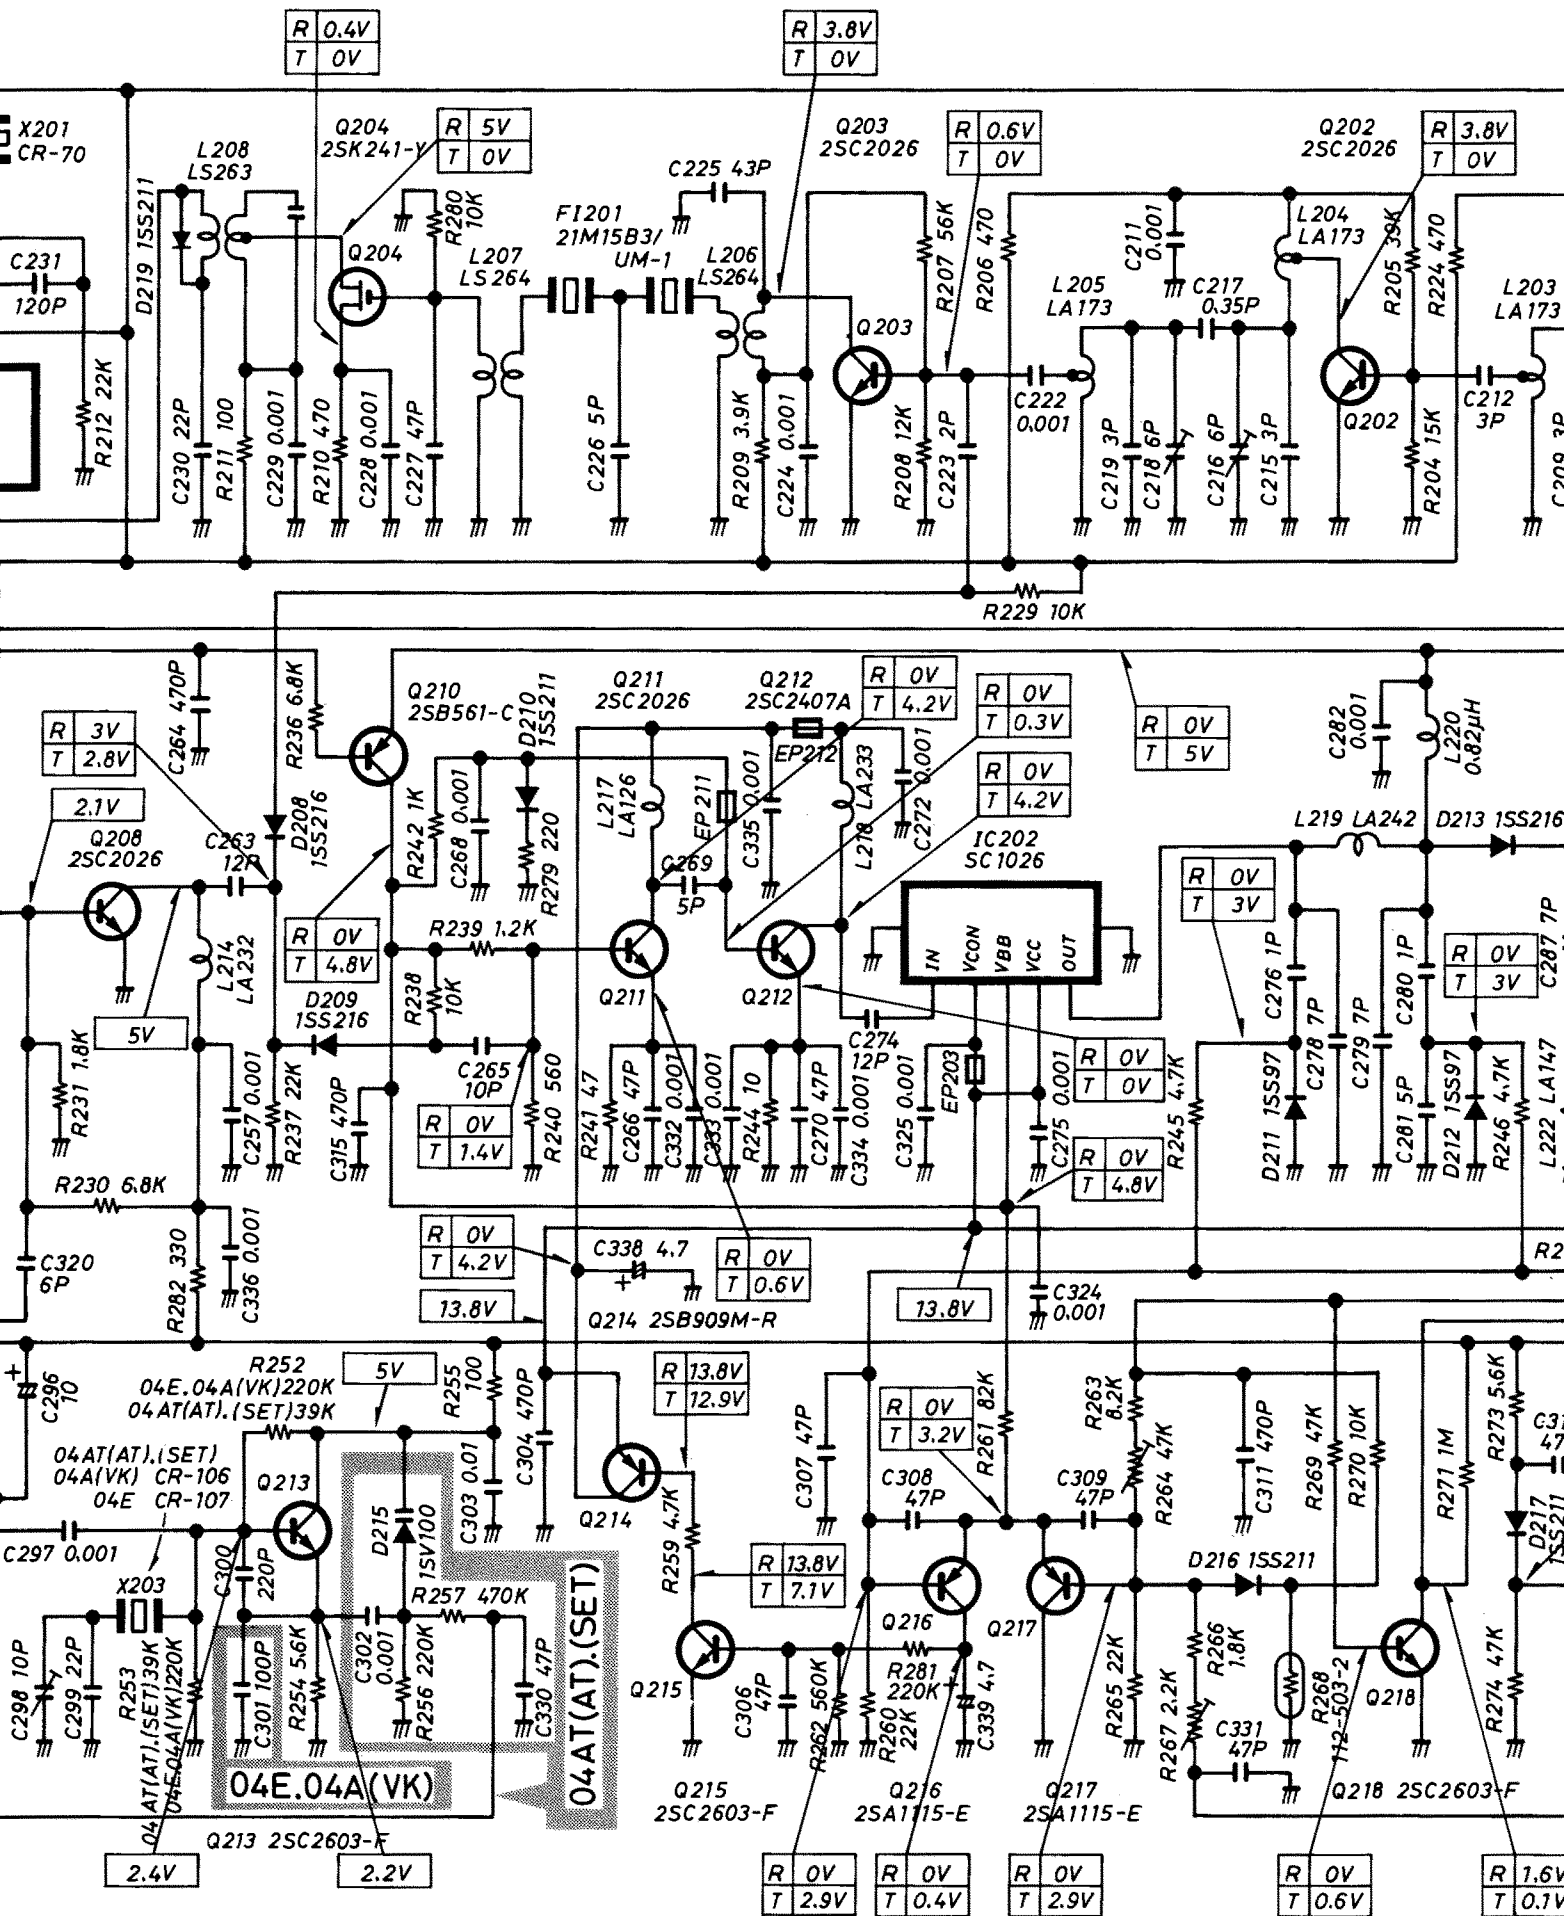 R 0.4V
T 0V
R 3.8V
T 0V
X201
CR-70
Q204
2SK241-Y
R 5V
T 0V
Q203
2SC2026
R 0.6V
T 0V
Q202
2SC2026
R 3.8V
T 0V
L208
LS263
D219 1SS211
C225 43P
R280
10K
FI201
21M15B3/
UM-1
C231
120P
Q204
L207
LS264
L206
LS264
R207 56K
R206 470
C211
0.001
L204
LA173
R205 39K
R224 470
L205
LA173
C217
0.35P
L203
LA173
Q203
R212 22K
C230 22P
R211 100
C229 0.001
R210 470
C228 0.001
C227 47P
C226 5P
R209 3.9K
C224 0.001
R208 12K
C223 2P
C222
0.001
C219 3P
C218 6P
C216 6P
C215 3P
Q202
R204 15K
C212
3P
C209 3P
R229 10K
C264 470P
R236 6.8K
Q210
2SB561-C
D210
1SS211
Q211
2SC2026
Q212
2SC2407A
R 0V
T 4.2V
R 0V
T 0.3V
R 0V
T 5V
C282
0.001
L220
0.82μH
R 3V
T 2.8V
EP212
R 0V
T 4.2V
2.1V
Q208
2SC2026
C263
12P
D208
1SS216
R242 1K
C268 0.001
R279 220
L217
LA126
EP211
C335 0.001
L218 LA233
C272 0.001
IC202
SC1026
L219 LA242
D213 1SS216
C269
5P
R 0V
T 3V
R 0V
T 4.8V
R239 1.2K
IN
VCON
VBB
VCC
OUT
L214
LA232
R238
10K
Q211
Q212
C276 1P
C278 7P
C279 7P
C280 1P
R 0V
T 3V
C287 7P
5V
D209
1SS216
C274
12P
R 0V
T 0V
R231 1.8K
C257 0.001
R237 22K
C315 470P
C265
10P
R 0V
T 1.4V
R240 560
R241 47
C266 47P
C332 0.001
C333 0.001
R244 10
C270 47P
C334 0.001
C325 0.001
EP203
C275 0.001
R245 4.7K
D211 1SS97
C281 5P
D212 1SS97
R246 4.7K
L222 LA147
R 0V
T 4.8V
R230 6.8K
C320
6P
R282 330
C336 0.001
R 0V
T 4.2V
C338 4.7
+
R 0V
T 0.6V
R2
13.8V
Q214 2SB909M-R
13.8V
C324
0.001
+
C296
10
R252
04E.04A(VK)220K
04AT(AT).(SET)39K
5V
R255
100
C304 470P
R 13.8V
T 12.9V
C307 47P
R 0V
T 3.2V
R261 82K
R263
8.2K
R264 47K
C311 470P
R269 47K
R270 10K
R271 1M
R273 5.6K
C31
47
04AT(AT).(SET)
04A(VK) CR-106
04E CR-107
Q213
C303 0.01
Q214
C308
47P
C309
47P
D217
1SS211
C297 0.001
X203
C300
220P
D215
1SV100
R257 470K
R259 4.7K
R 13.8V
T 7.1V
D216 1SS211
Q216
Q217
C298 10P
C299 22P
R253
04AT(AT).(SET)39K
04E.04A(VK)220K
C301 100P
R254 5.6K
C302
0.001
R256 220K
C330 47P
04AT(AT).(SET)
Q215
C306
47P
R262 560K
R260
22K
R281
220K
+
C339 4.7
R265 22K
R266
1.8K
R267 2.2K
C331
47P
R268
112-503-2
Q218
R274 47K
04E.04A(VK)
Q215
2SC2603-F
Q216
2SA1115-E
Q217
2SA1115-E
Q218 2SC2603-F
Q213 2SC2603-F
2.4V
2.2V
R 0V
T 2.9V
R 0V
T 0.4V
R 0V
T 2.9V
R 0V
T 0.6V
R 1.6V
T 0.1V